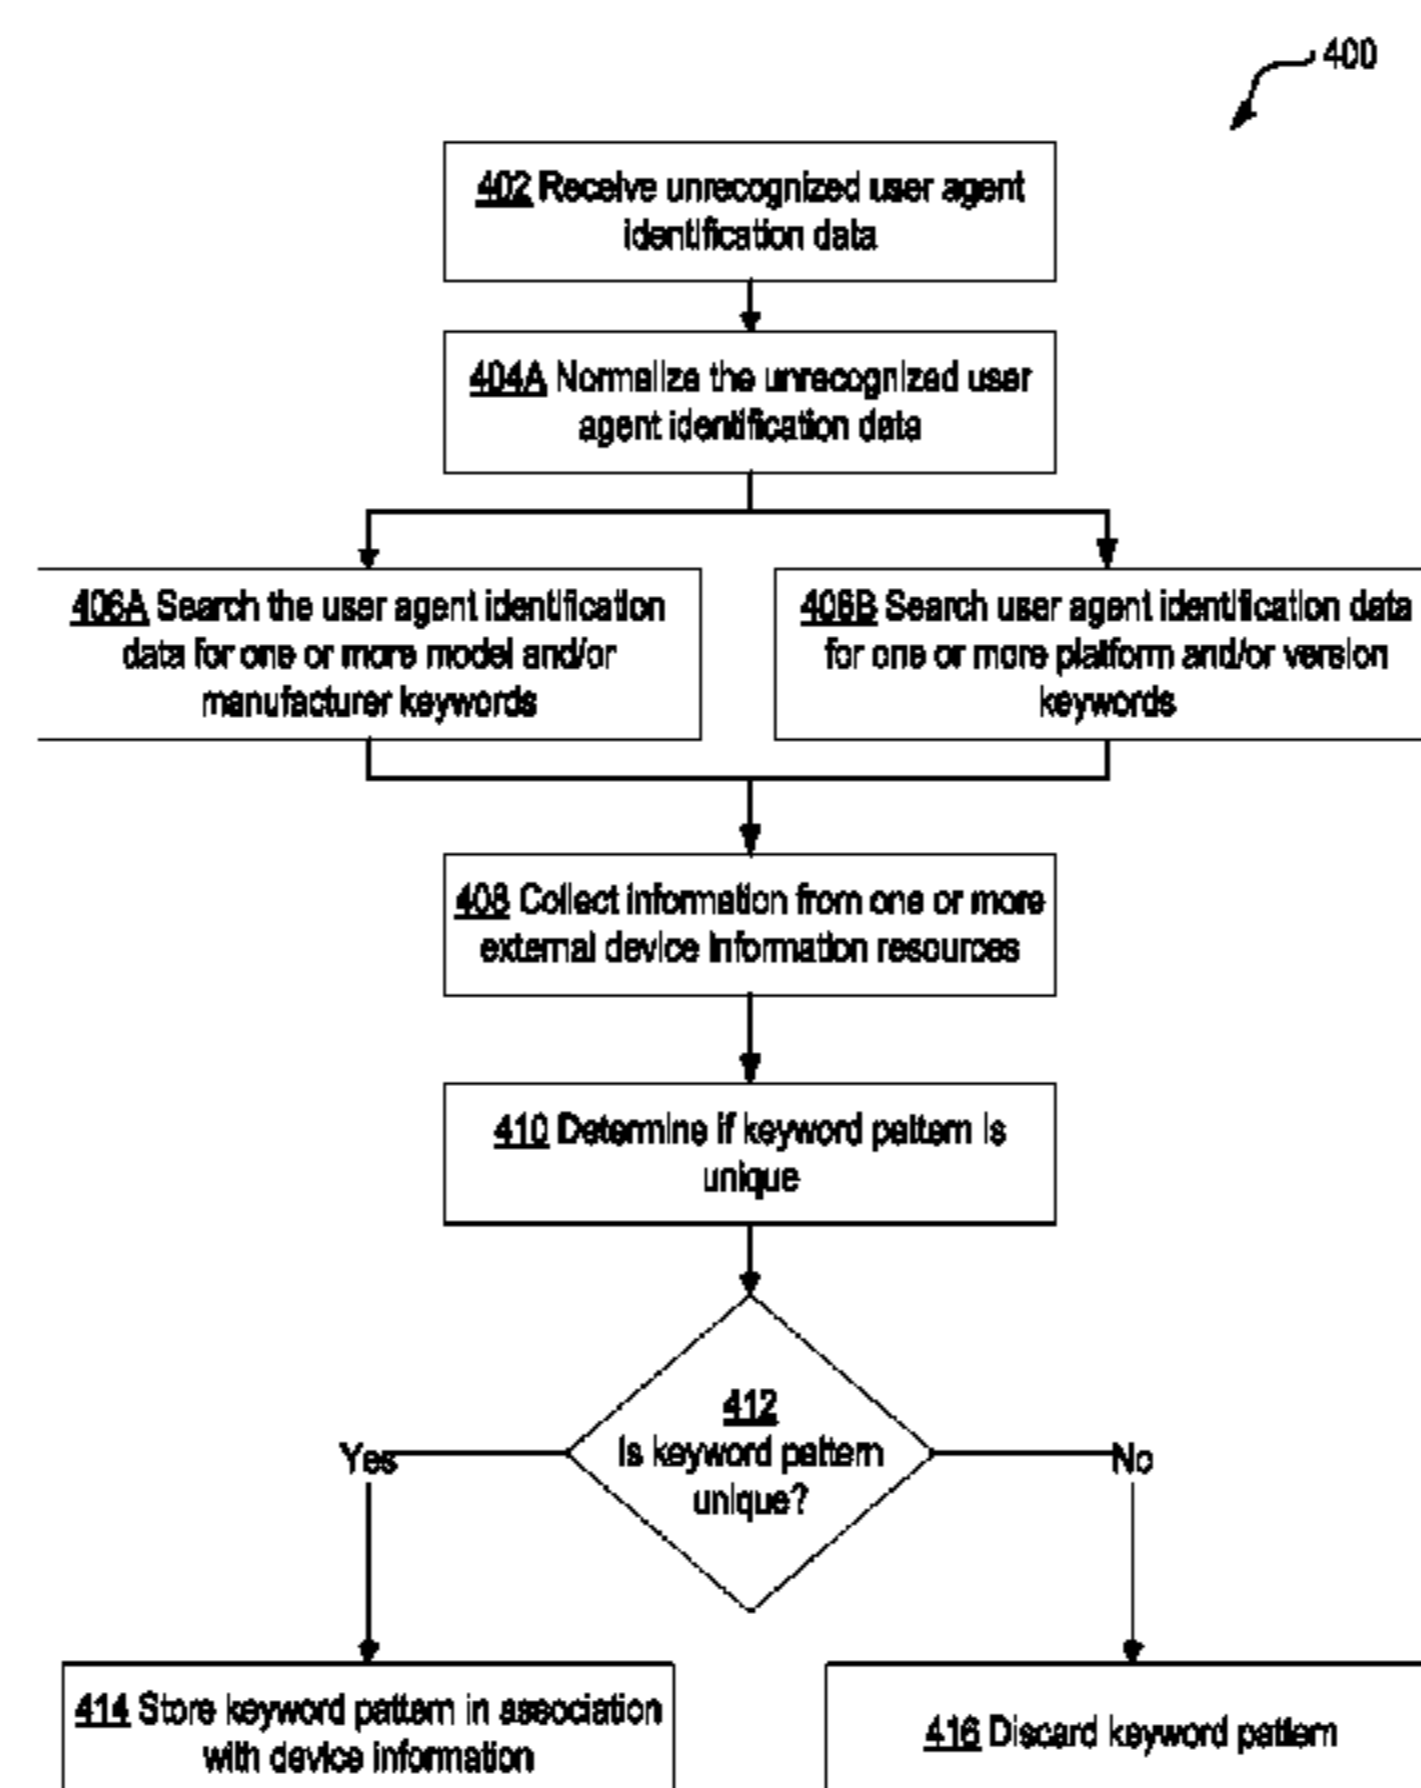 400
402 Receive unrecognized user agent
identification data
404A Normalize the unrecognized user
agent identification data
406A Search the user agent identification
data for one or more model and/or
manufacturer keywords
406B Search user agent identification data
for one or more platform and/or version
keywords
408 Collect information from one or more
external device information resources
410 Determine if keyword pattern is
unique
412
Is keyword pattern
unique?
Yes
No
414 Store keyword pattern in association
with device information
416 Discard keyword pattern